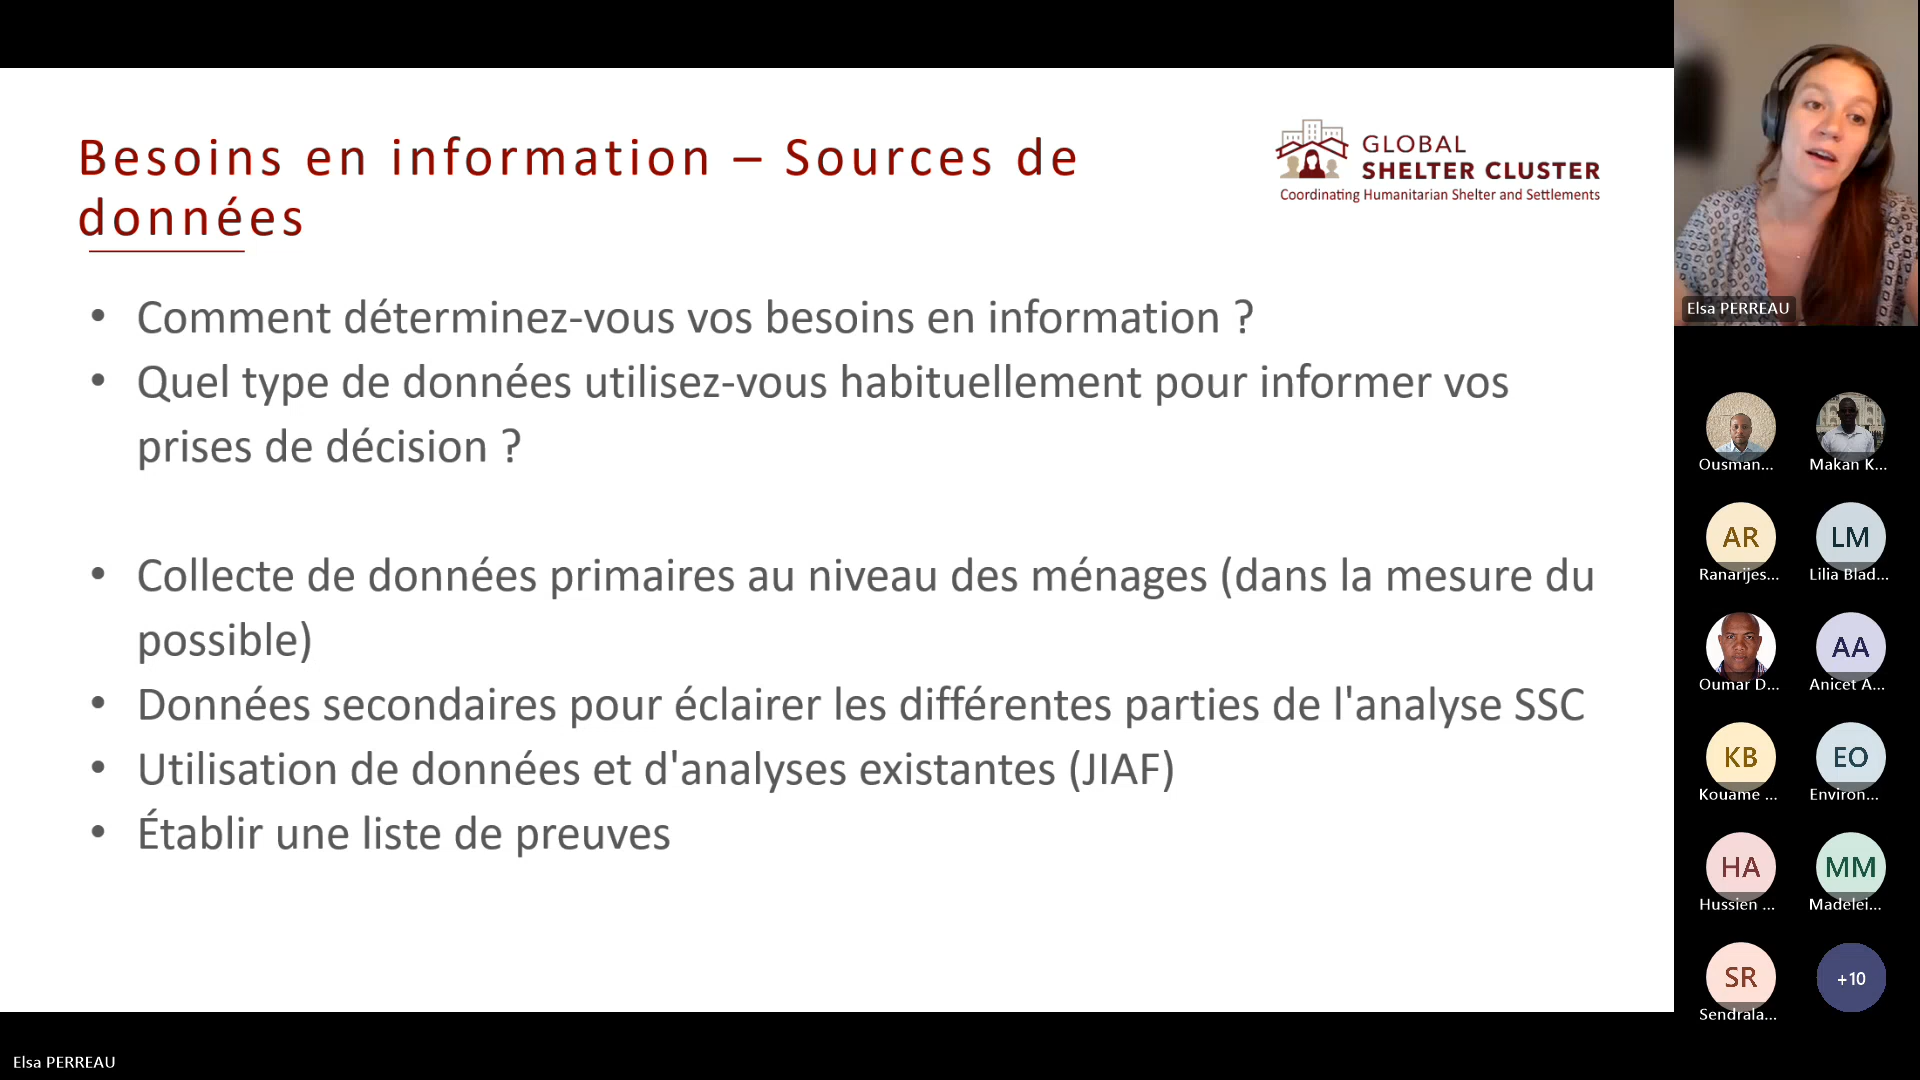 Besoins en information – Sources de
données
GLOBAL
SHELTER CLUSTER
Coordinating Humanitarian Shelter and Settlements
• Comment déterminez-vous vos besoins en information ?
• Quel type de données utilisez-vous habituellement pour informer vos
prises de décision ?
• Collecte de données primaires au niveau des ménages (dans la mesure du
possible)
• Données secondaires pour éclairer les différentes parties de l'analyse SSC
• Utilisation de données et d'analyses existantes (JIAF)
• Établir une liste de preuves
Elsa PERREAU
Ousman...
Makan K...
AR
LM
Ranarijes...
Lilia Blad...
AA
Oumar D...
Anicet A...
KB
EO
Kouame ...
Environ...
HA
MM
Hussien ...
Madelei...
SR
+10
Sendrala...
Elsa PERREAU